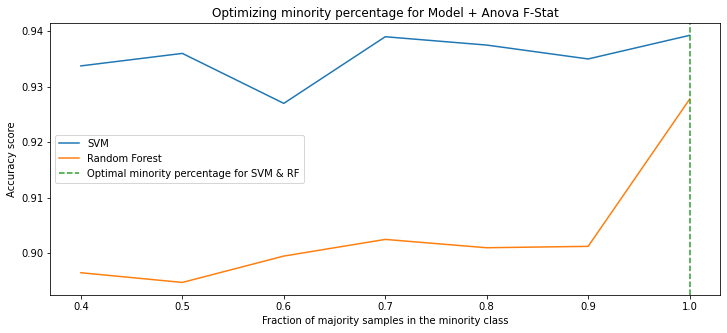 Optimizing minority percentage for Model + Anova F-Stat
Accuracy score
0.94
0.93
0.92
0.91
0.90
SVM
Random Forest
Optimal minority percentage for SVM & RF
0.4 0.5 0.6 0.7 0.8 0.9 1.0
Fraction of majority samples in the minority class